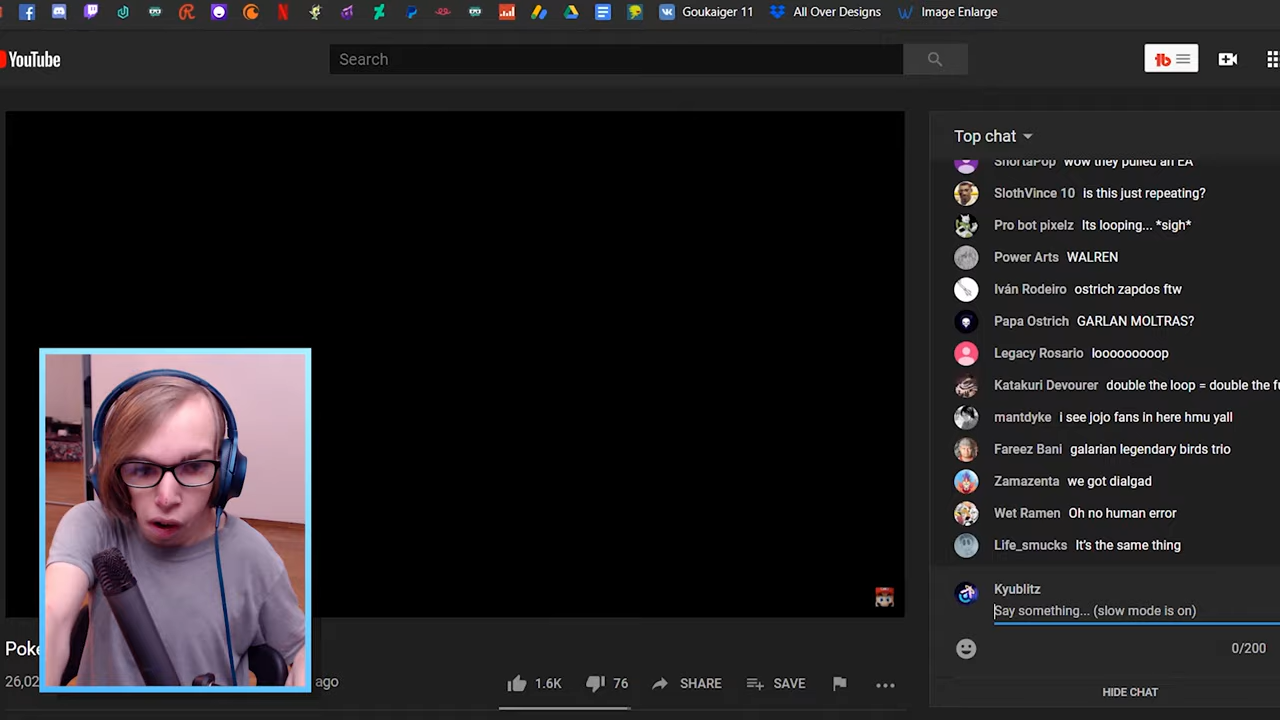 Goukaiger 11 All Over Designs Image Enlarge
YouTube Search
Top chat
ShortaPop wow they pulled an EA
SlothVince 10 is this just repeating?
Pro bot pixelz Its looping... *sigh*
Power Arts WALREN
Iván Rodeiro ostrich zapdos ftw
Papa Ostrich GARLAN MOLTRAS?
Legacy Rosario looooooooop
Katakuri Devourer double the loop = double the fu
mantdyke i see jojo fans in here hmu yall
Fareez Bani galarian legendary birds trio
Zamazenta we got dialgad
Wet Ramen Oh no human error
Life_smucks It's the same thing
Kyublitz
Say something... (slow mode is on)
0/200
HIDE CHAT
Poke
26,02 ago 1.6K 76 SHARE SAVE